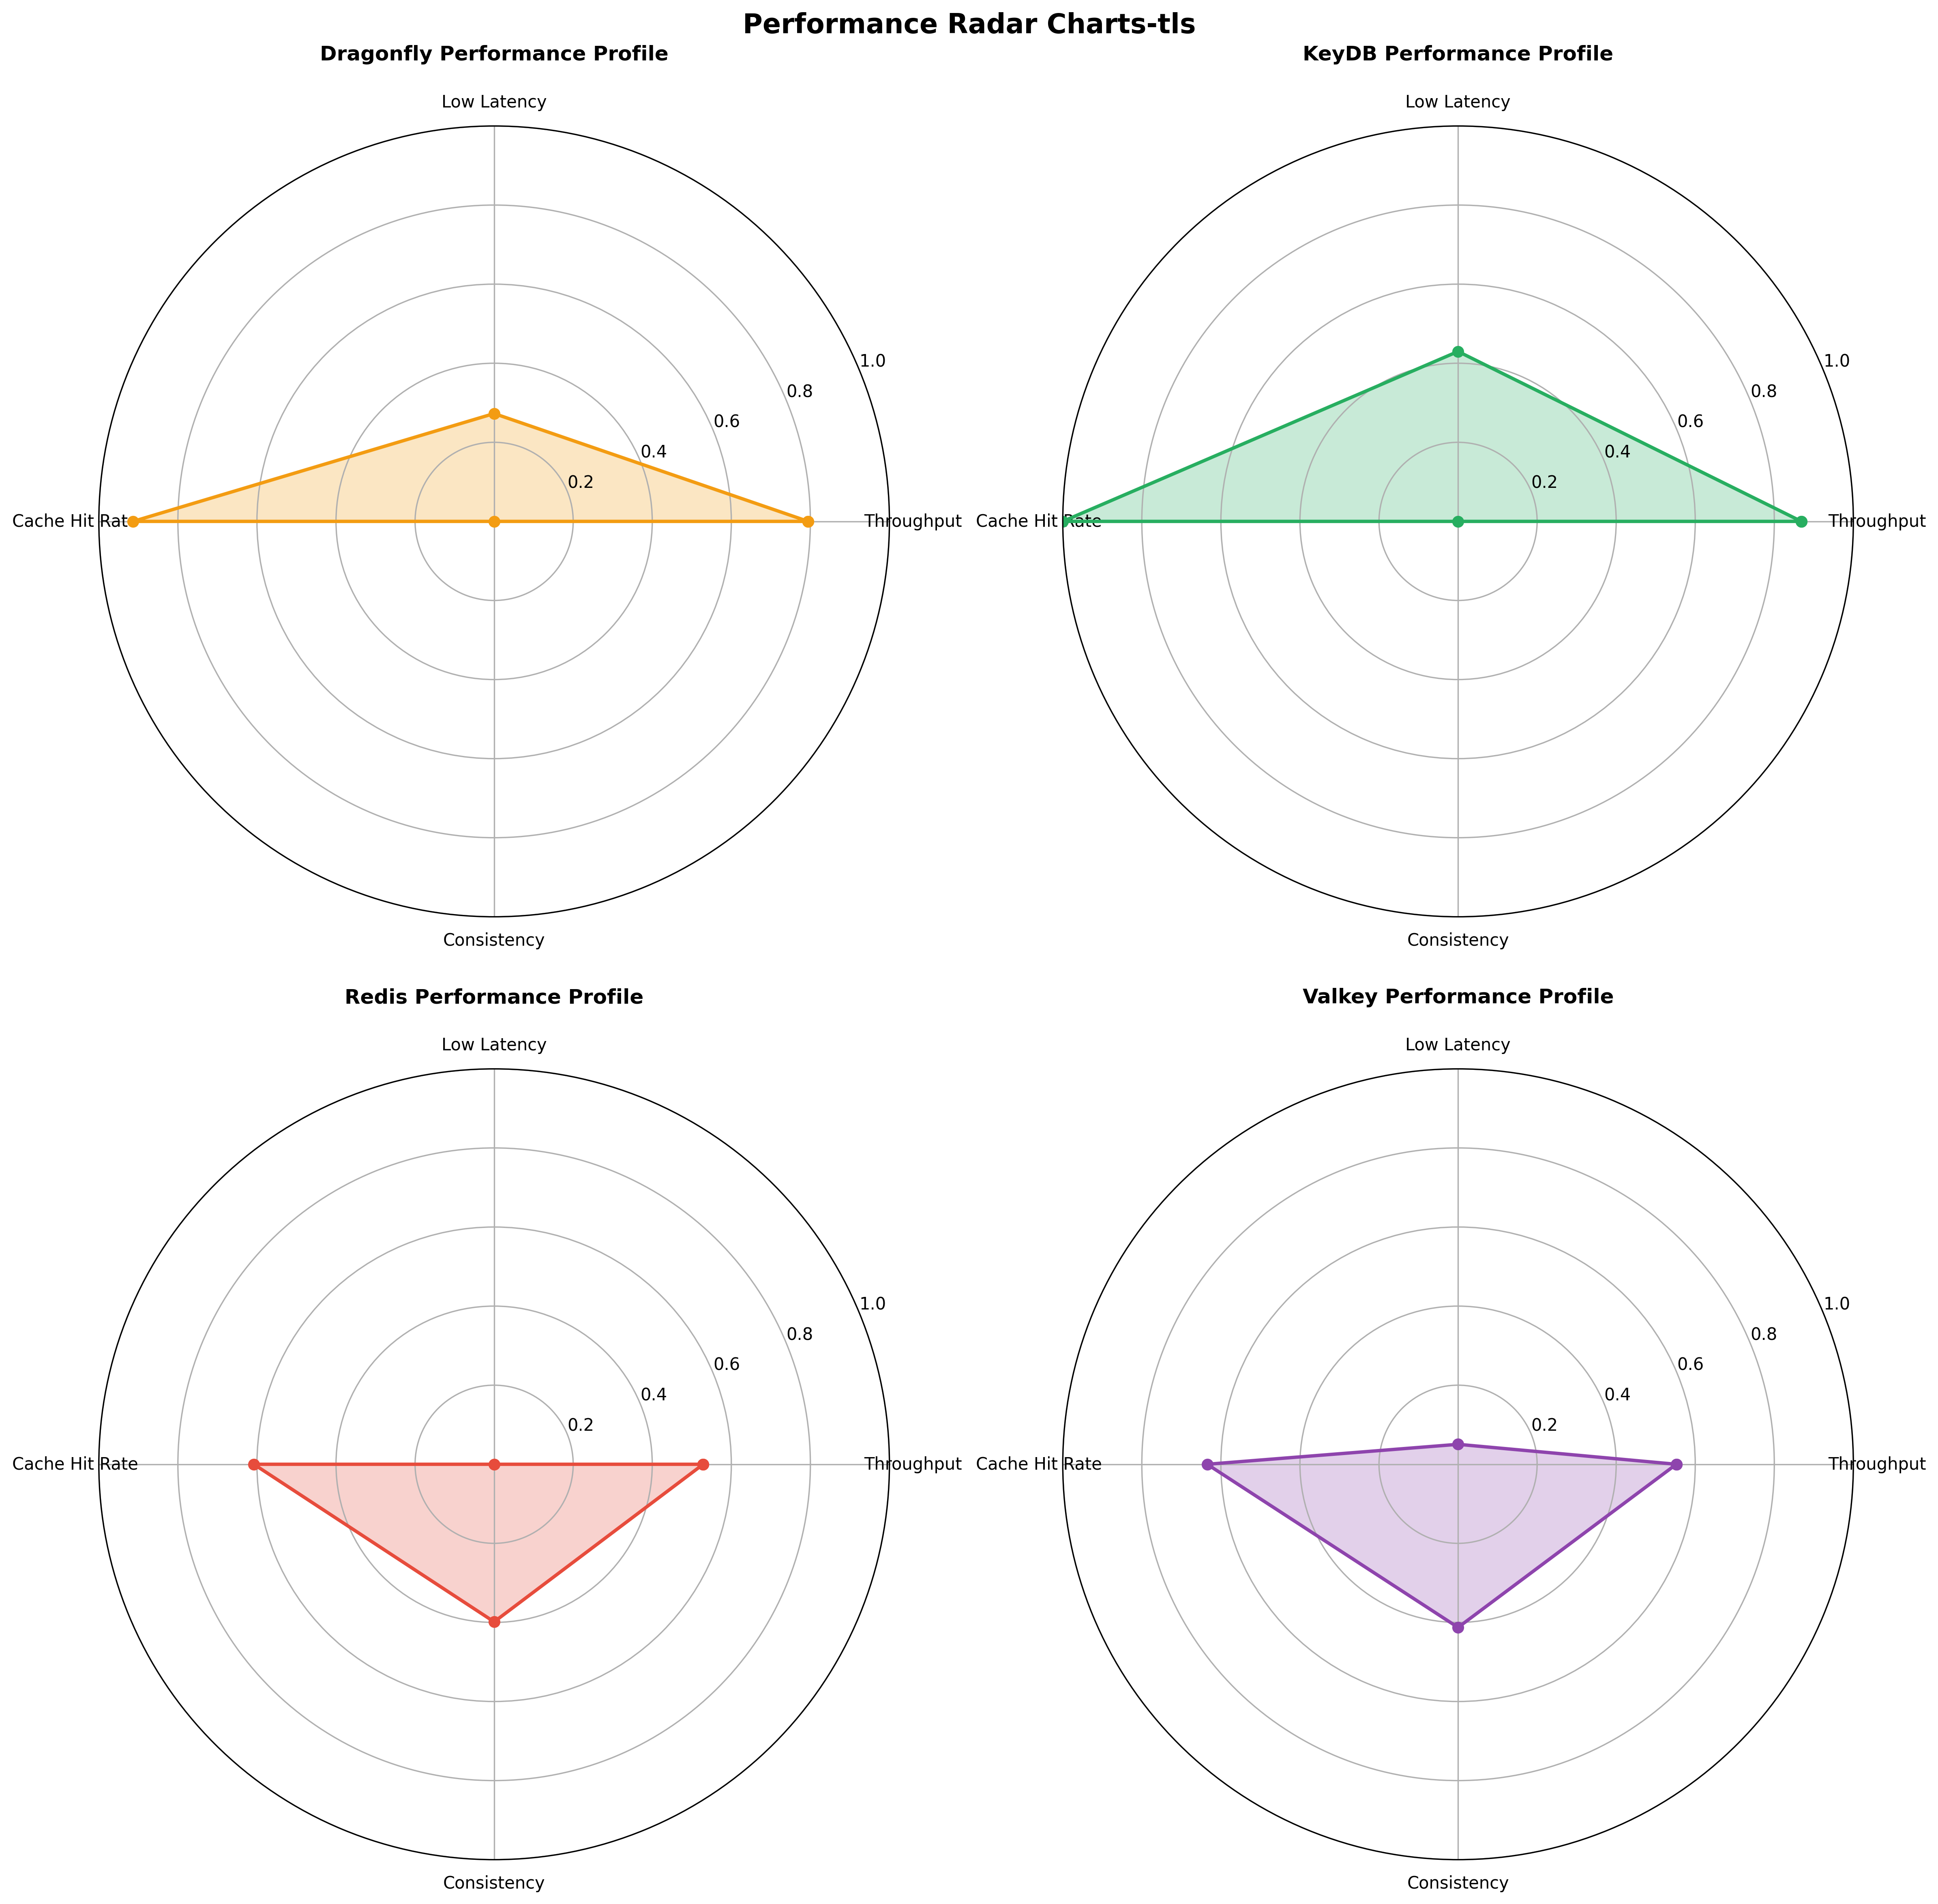 Performance Radar Charts-tls
Dragonfly Performance Profile
Low Latency
1.0
0.8
0.6
0.4
0.2
Cache Hit Rate
Throughput
Consistency
KeyDB Performance Profile
Low Latency
1.0
0.8
0.6
0.4
0.2
Cache Hit Rate
Throughput
Consistency
Redis Performance Profile
Low Latency
1.0
0.8
0.6
0.4
0.2
Cache Hit Rate
Throughput
Consistency
Valkey Performance Profile
Low Latency
1.0
0.8
0.6
0.4
0.2
Cache Hit Rate
Throughput
Consistency